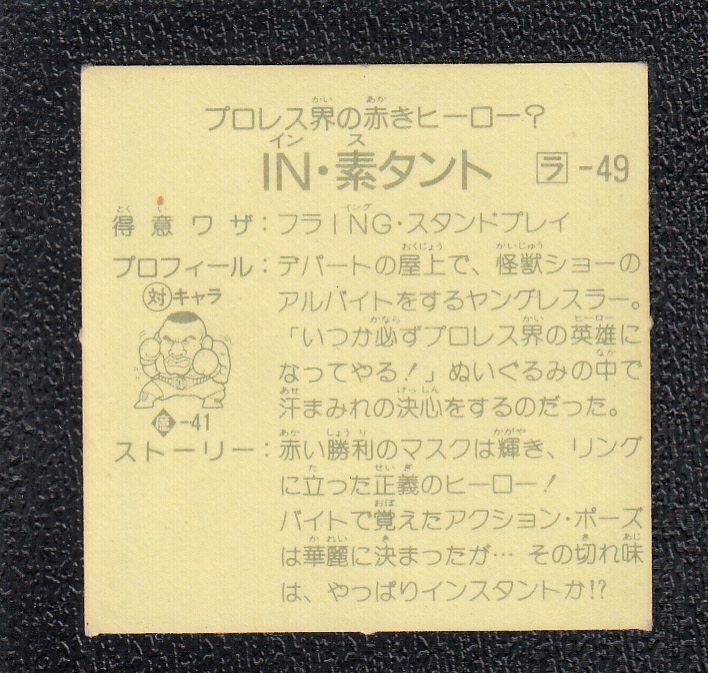 プロレス界の赤きヒーロー?
IN・素タント ラ-49
得意ワザ:フライING・スタンドプレイ
プロフィール:デパートの屋上で、怪獣ショーの
アルバイトをするヤングレスラー。
「いつか必ずプロレス界の英雄に
なってやる!」ぬいぐるみの中で
汗まみれの決心をするのだった。
対キャラ
-41
ストーリー:赤い勝利のマスクは輝き、リング
に立った正義のヒーロー!
バイトで覚えたアクション・ポーズ
は華麗に決まったが… その切れ味
は、やっぱりインスタントか!?